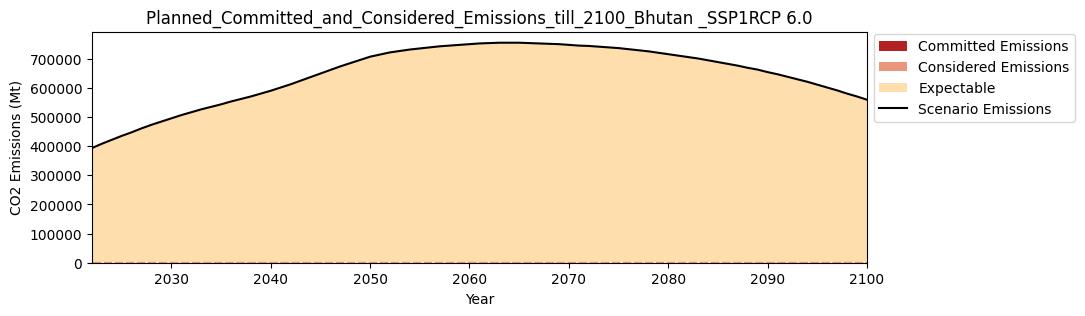 Planned_Committed_and_Considered_Emissions_till_2100_Bhutan _SSP1RCP 6.0
CO2 Emissions (Mt)
700000
600000
500000
400000
300000
200000
100000
0
2030 2040 2050 2060 2070 2080 2090 2100
Year
Committed Emissions
Considered Emissions
Expectable
Scenario Emissions